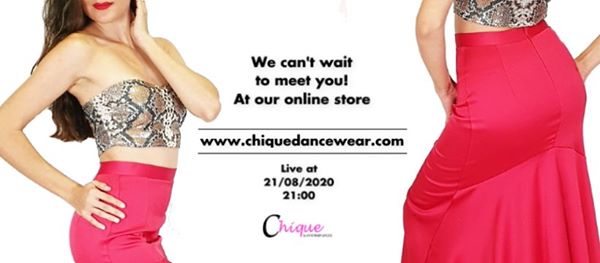 We can't wait
to meet you!
At our online store
www.chiquedancewear.com
Live at
21/08/2020
21:00
Chique